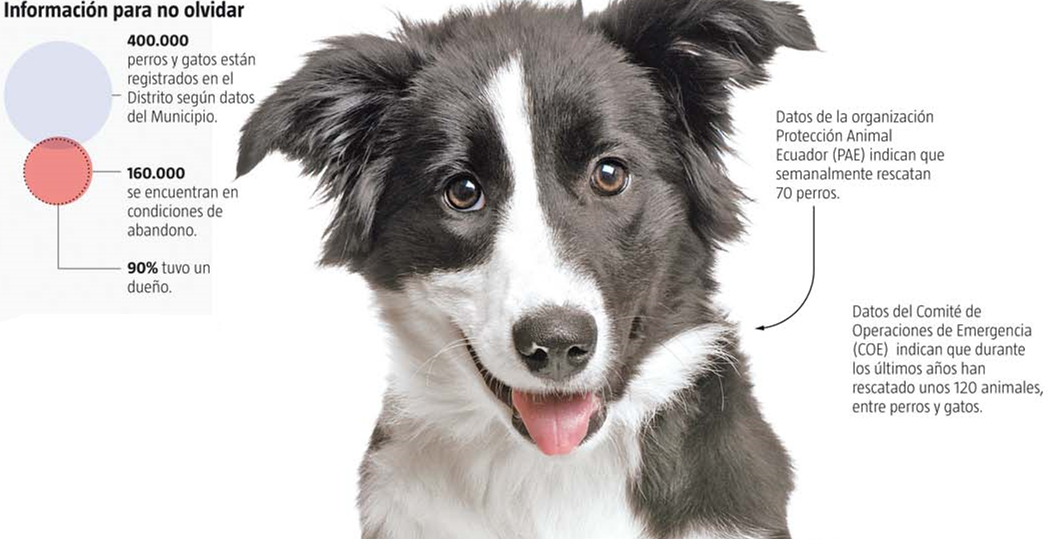 Información para no olvidar
400.000
perros y gatos están
registrados en el
Distrito según datos
del Municipio.
160.000
se encuentran en
condiciones de
abandono.
90% tuvo un
dueño.
Datos de la organización
Protección Animal
Ecuador (PAE) indican que
semanalmente rescatan
70 perros.
Datos del Comité de
Operaciones de Emergencia
(COE) indican que durante
los últimos años han
rescatado unos 120 animales,
entre perros y gatos.